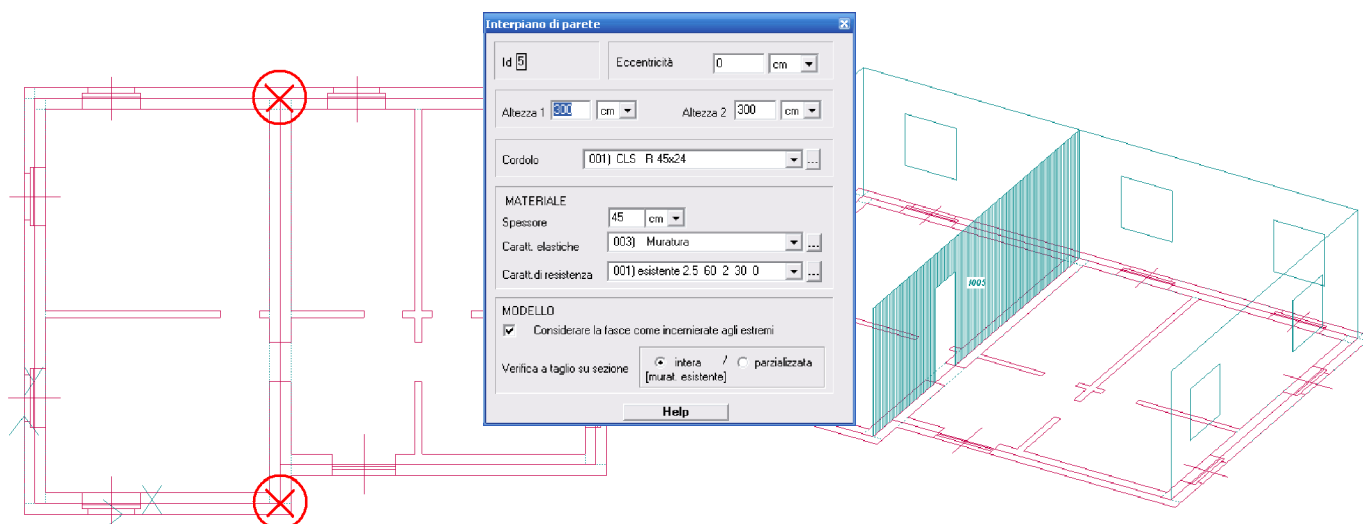 Interpiano di parete
Id 5
Eccentricità 0 cm
Altezza 1 300 cm Altezza 2 300 cm
Cordolo 001) CLS R 45x24 ...
MATERIALE
Spessore 45 cm
Caratt. elastiche 003) Muratura ...
Caratt.di resistenza 001) esistente 2.5 60 2 30 0 ...
MODELLO
Considerare la fasce come incernierate agli estremi
Verifica a taglio su sezione intera / parzializzata
[murat. esistente]
Help
1005